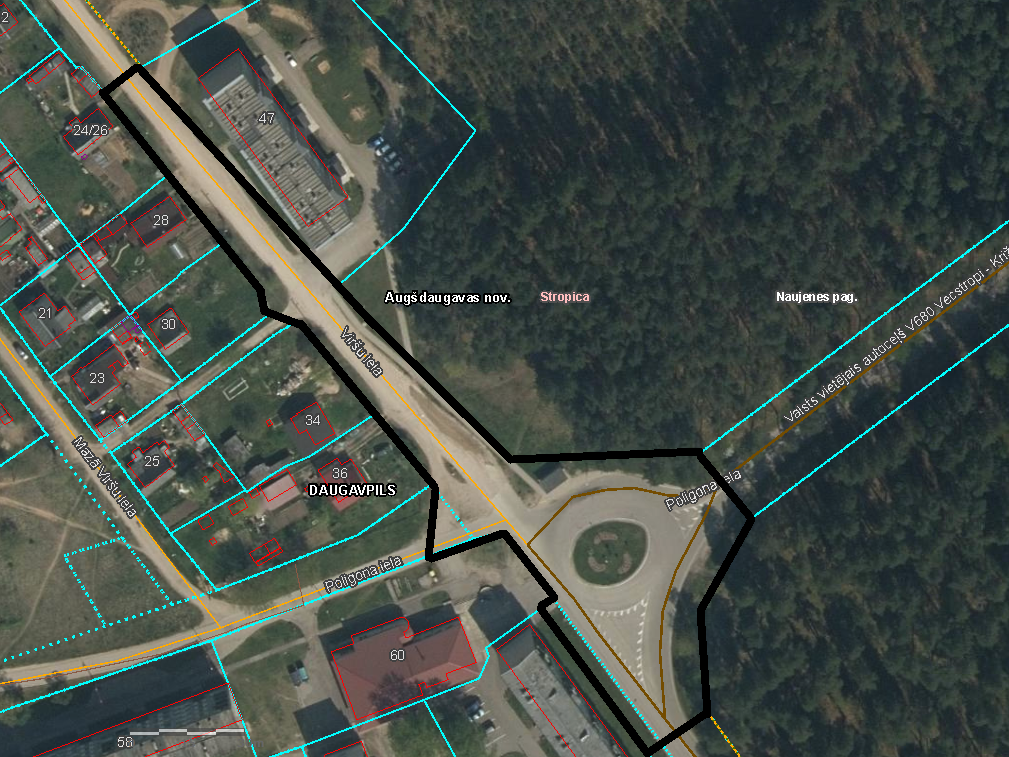 2
24/26
47
28
21
30
23
25
34
36
60
58
Augšdaugavas nov.
Stropica
Naujenes pag.
Valsts vietējais autoceļš V680 Vecstropi - Križ
Viršu iela
Poligona iela
Mazā Viršu iela
DAUGAVPILS
Poligona iela